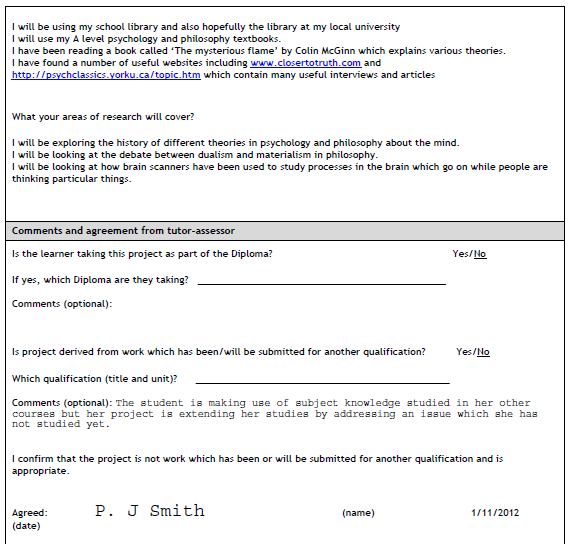 I will be using my school library and also hopefully the library at my local university
I will use my A level psychology and philosophy textbooks.
I have been reading a book called ‘The mysterious flame’ by Colin McGinn which explains various theories.
I have found a number of useful websites including www.closertotruth.com and
http://psychclassics.yorku.ca/topic.htm which contain many useful interviews and articles
What your areas of research will cover?
I will be exploring the history of different theories in psychology and philosophy about the mind.
I will be looking at the debate between dualism and materialism in philosophy.
I will be looking at how brain scanners have been used to study processes in the brain which go on while people are
thinking particular things.
Comments and agreement from tutor-assessor
Is the learner taking this project as part of the Diploma? Yes/No
If yes, which Diploma are they taking?
Comments (optional):
Is project derived from work which has been/will be submitted for another qualification? Yes/No
Which qualification (title and unit)?
Comments (optional): The student is making use of subject knowledge studied in her other
courses but her project is extending her studies by addressing an issue which she has
not studied yet.
I confirm that the project is not work which has been or will be submitted for another qualification and is
appropriate.
Agreed: P. J Smith (name) 1/11/2012
(date)